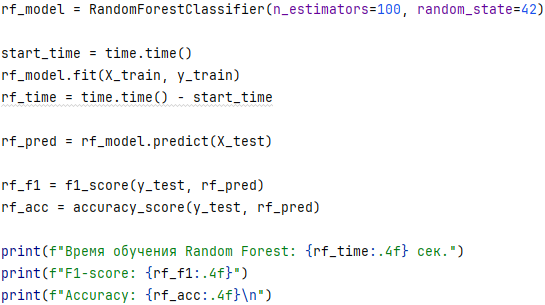 rf_model = RandomForestClassifier(n_estimators=100, random_state=42)
start_time = time.time()
rf_model.fit(X_train, y_train)
rf_time = time.time() - start_time
rf_pred = rf_model.predict(X_test)
rf_f1 = f1_score(y_test, rf_pred)
rf_acc = accuracy_score(y_test, rf_pred)
print(f"Время обучения Random Forest: {rf_time:.4f} сек.")
print(f"F1-score: {rf_f1:.4f}")
print(f"Accuracy: {rf_acc:.4f}\n")